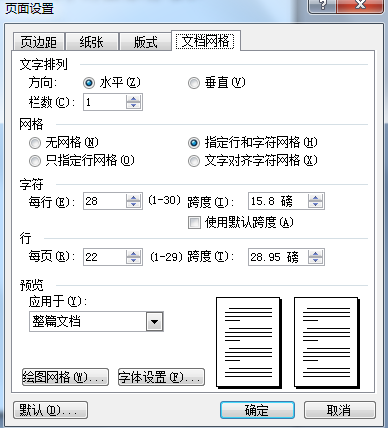 页面设置
页边距 纸张 版式 文档网格
文字排列
方向: 水平(Z) 垂直(V)
栏数(C): 1
网格
无网格(N) 指定行和字符网格(H)
只指定行网格(O) 文字对齐字符网格(X)
字符
每行(E): 28 (1-30) 跨度(I): 15.8 磅
使用默认跨度(A)
行
每页(R): 22 (1-29) 跨度(T): 28.95 磅
预览
应用于(Y):
整篇文档
绘图网格(W)... 字体设置(F)...
默认(D)... 确定 取消